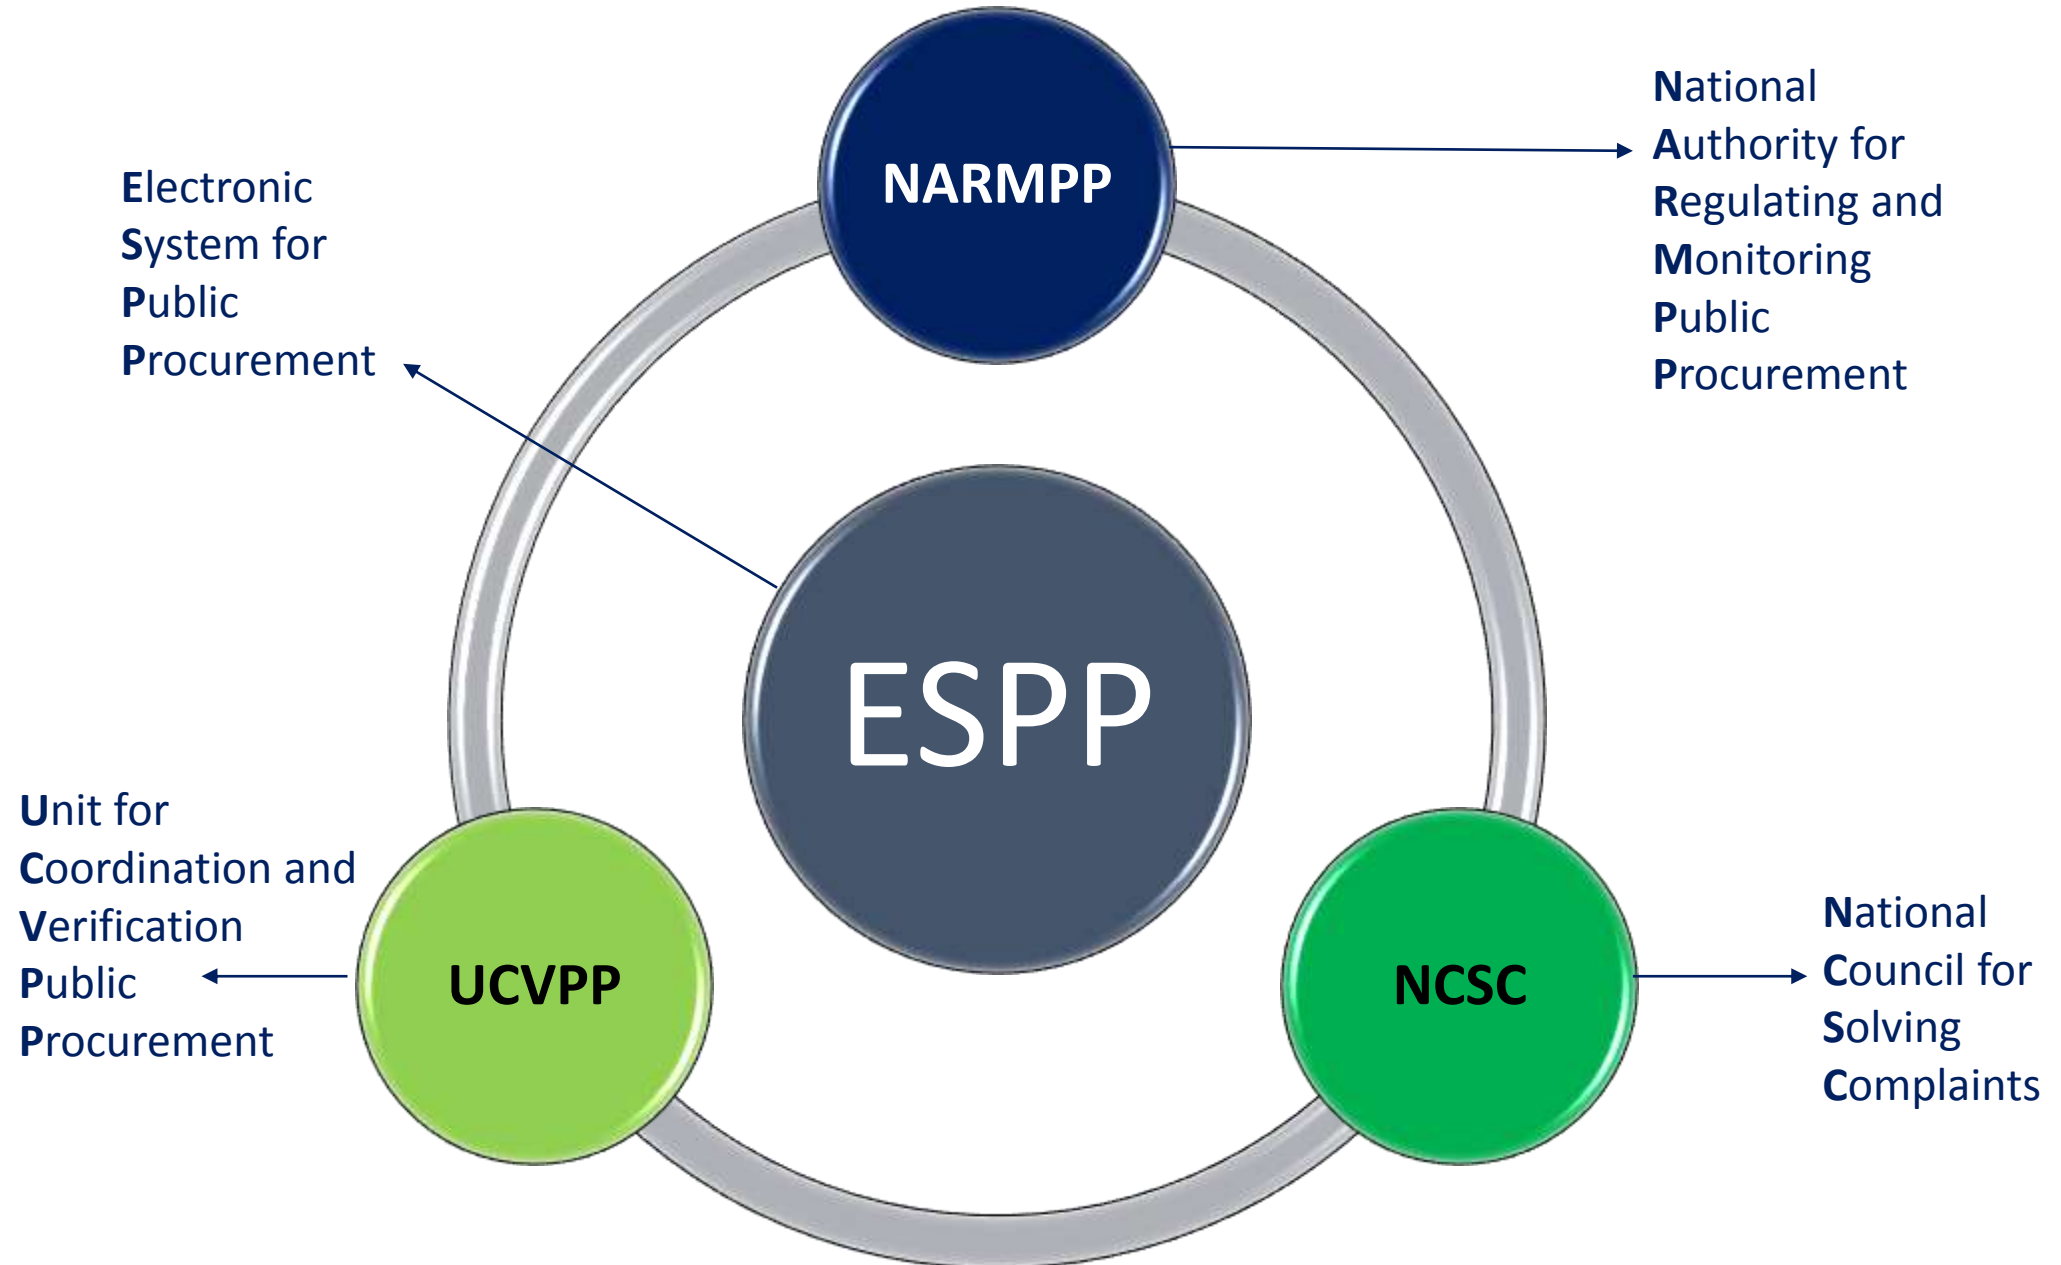 NARMPP
National
Authority for
Regulating and
Monitoring
Public
Procurement
Electronic
System for
Public
Procurement
ESPP
Unit for
Coordination and
Verification
Public
Procurement
UCVPP
NCSC
National
Council for
Solving
Complaints